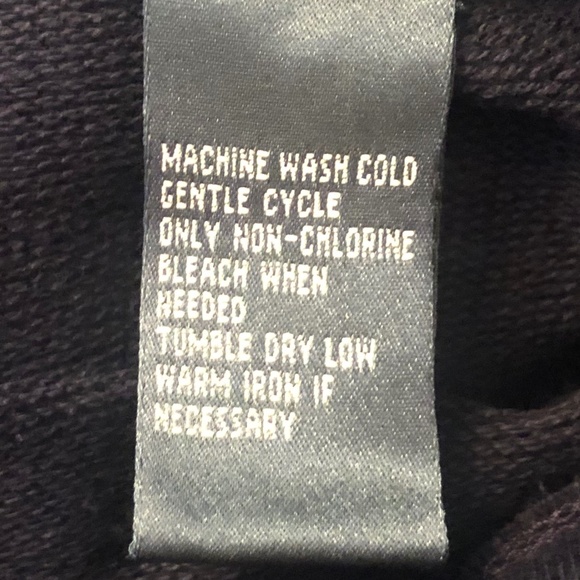 MACHINE WASH COLD
GENTLE CYCLE
ONLY NON-CHLORINE
BLEACH WHEN
NEEDED
TUMBLE DRY LOW
WARM IRON IF
NECESSARY